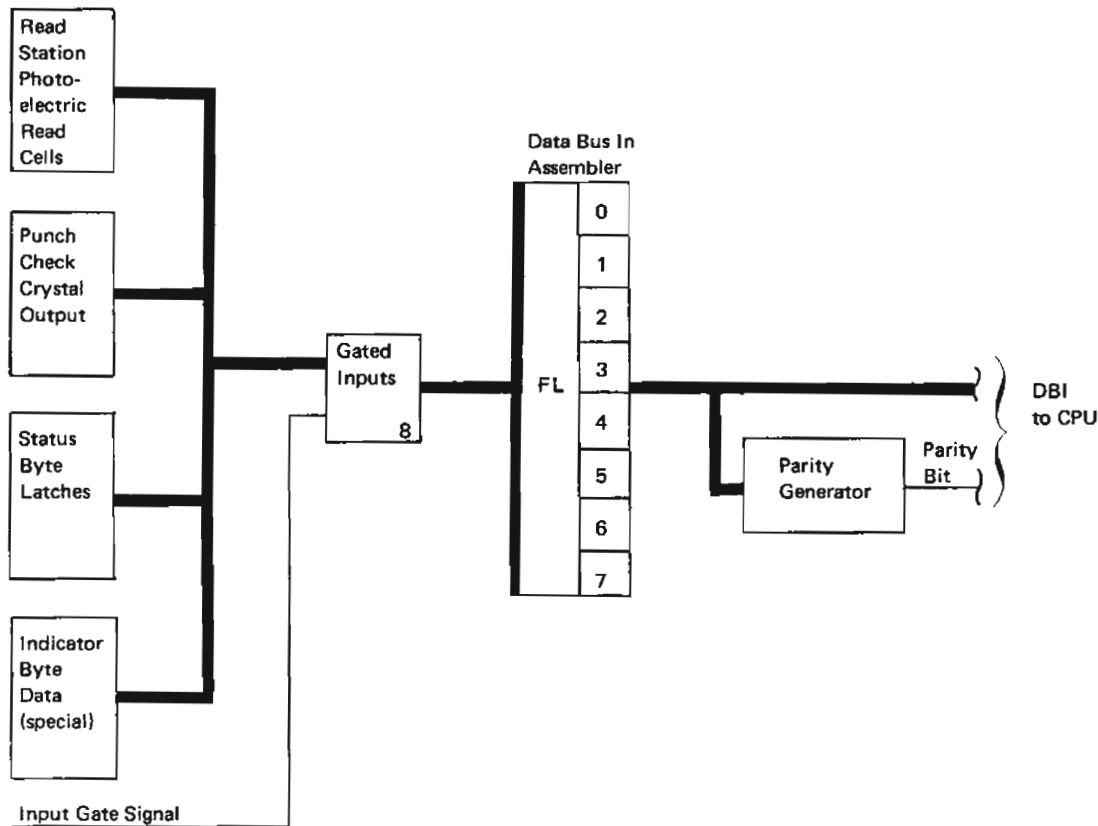 Read
Station
Photo-
electric
Read
Cells
Punch
Check
Crystal
Output
Status
Byte
Latches
Indicator
Byte
Data
(special)
Input Gate Signal
Gated
Inputs
8
Data Bus In
Assembler
FL
0
1
2
3
4
5
6
7
Parity
Generator
Parity
Bit
DBI
to CPU